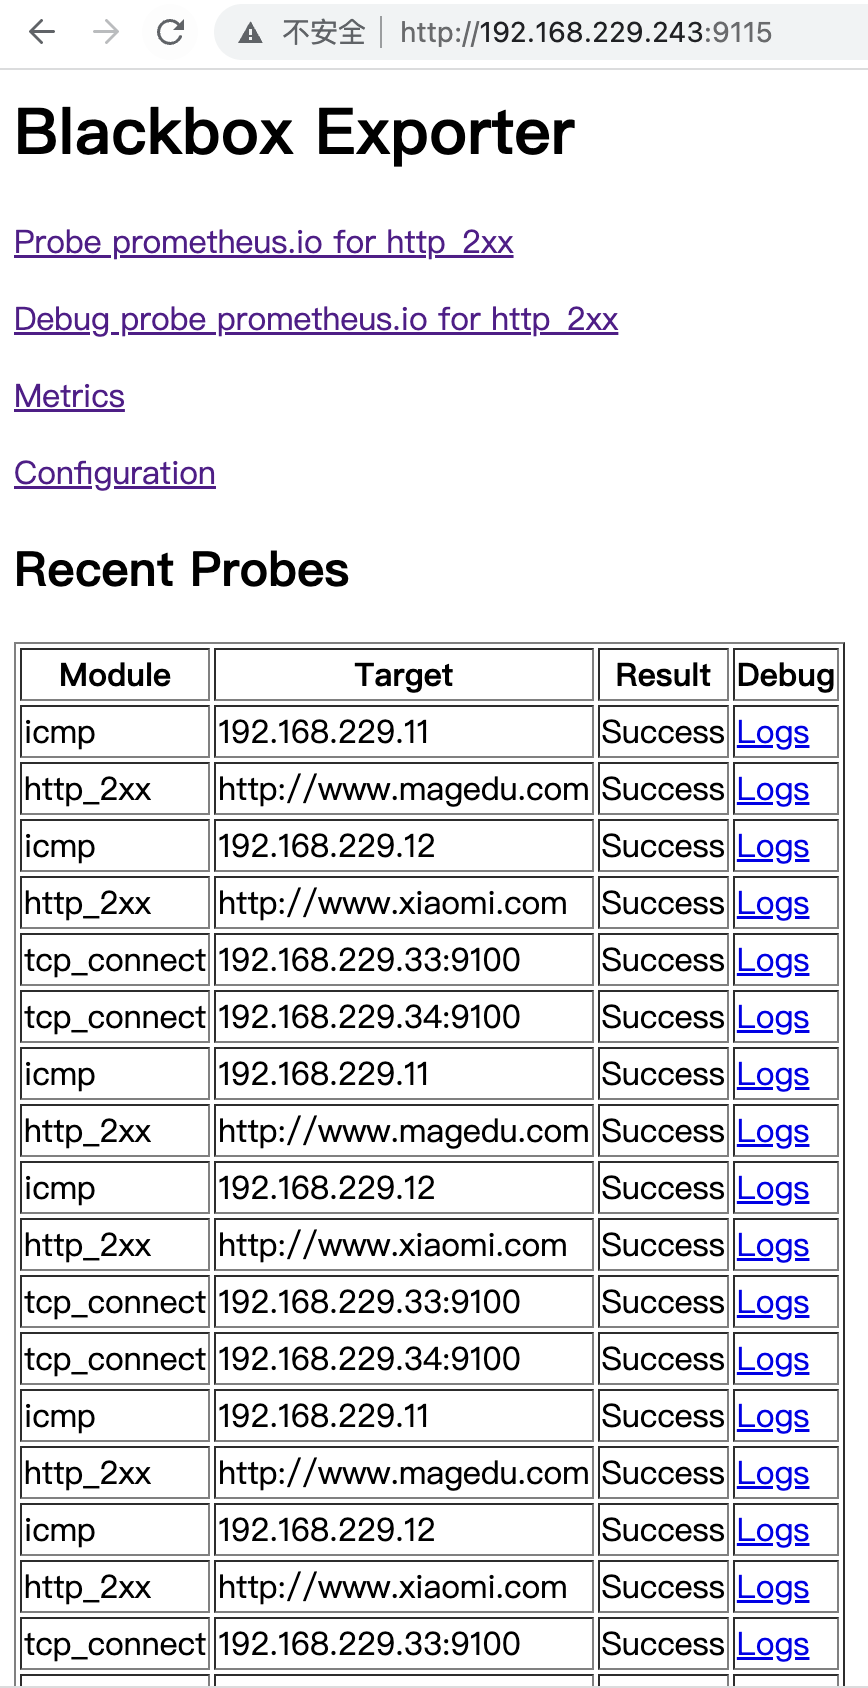 不安全 http://192.168.229.243:9115
Blackbox Exporter
Probe prometheus.io for http_2xx
Debug probe prometheus.io for http_2xx
Metrics
Configuration
Recent Probes
Module Target Result Debug
icmp 192.168.229.11 Success Logs
http_2xx http://www.magedu.com Success Logs
icmp 192.168.229.12 Success Logs
http_2xx http://www.xiaomi.com Success Logs
tcp_connect 192.168.229.33:9100 Success Logs
tcp_connect 192.168.229.34:9100 Success Logs
icmp 192.168.229.11 Success Logs
http_2xx http://www.magedu.com Success Logs
icmp 192.168.229.12 Success Logs
http_2xx http://www.xiaomi.com Success Logs
tcp_connect 192.168.229.33:9100 Success Logs
tcp_connect 192.168.229.34:9100 Success Logs
icmp 192.168.229.11 Success Logs
http_2xx http://www.magedu.com Success Logs
icmp 192.168.229.12 Success Logs
http_2xx http://www.xiaomi.com Success Logs
tcp_connect 192.168.229.33:9100 Success Logs